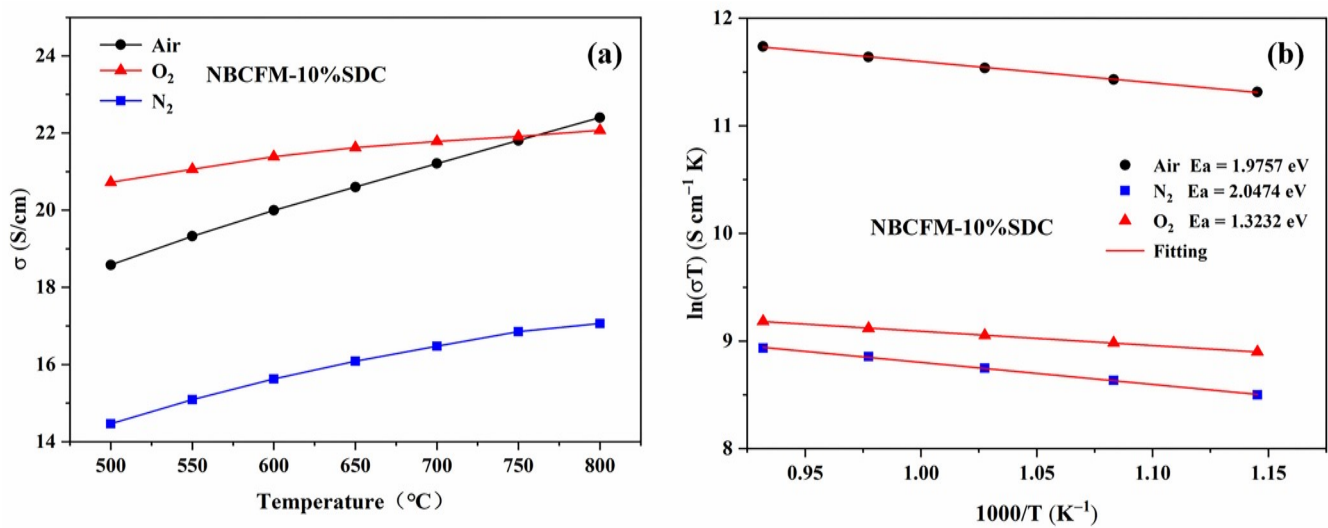 (a)
Air
O₂
N₂
NBCFM-10%SDC
24
22
20
18
16
14
σ (S/cm)
500 550 600 650 700 750 800
Temperature（°C）
(b)
12
11
10
9
8
ln(σT) (S cm⁻¹ K)
Air Ea = 1.9757 eV
N₂ Ea = 2.0474 eV
O₂ Ea = 1.3232 eV
Fitting
NBCFM-10%SDC
0.95 1.00 1.05 1.10 1.15
1000/T (K⁻¹)